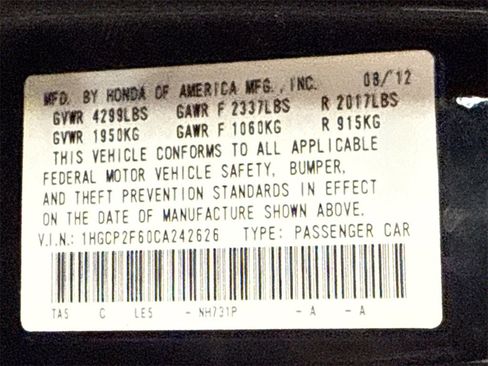 MFD. BY HONDA OF AMERICA MFG., INC. 08/12
GVWR 4299LBS GAWR F 2337LBS R 2017LBS
GVWR 1950KG GAWR F 1060KG R 915KG
THIS VEHICLE CONFORMS TO ALL APPLICABLE
FEDERAL MOTOR VEHICLE SAFETY, BUMPER,
AND THEFT PREVENTION STANDARDS IN EFFECT
ON THE DATE OF MANUFACTURE SHOWN ABOVE.
V.I.N.: 1HGCP2F60CA242626 TYPE: PASSENGER CAR
TA5 C LE5 - NH731P - A - A